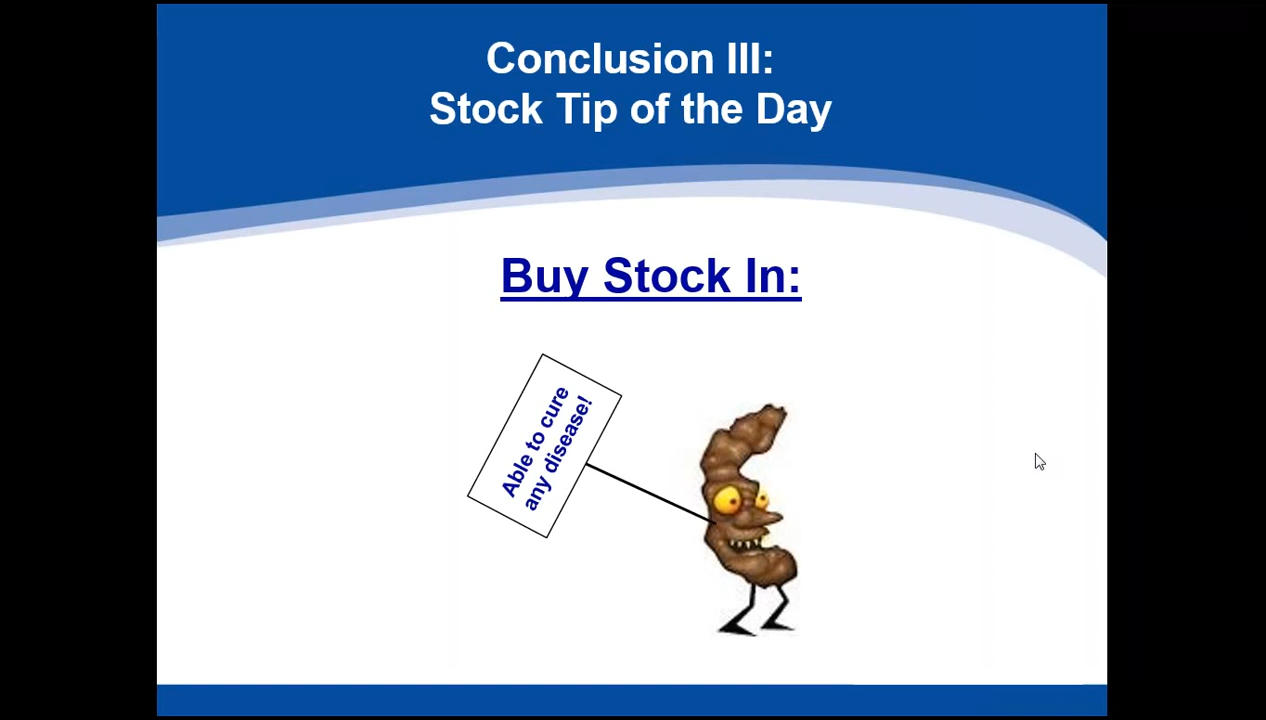 Conclusion III:
Stock Tip of the Day
Buy Stock In:
Able to cure
any disease!